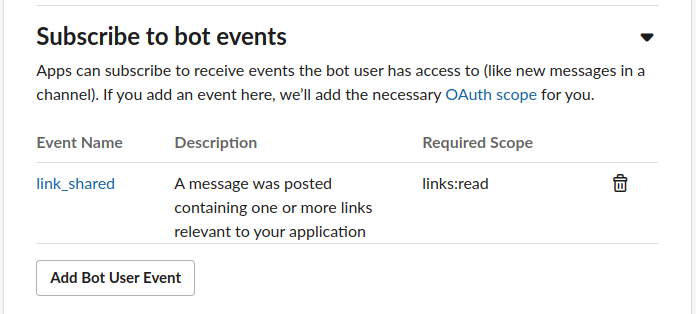 Subscribe to bot events
Apps can subscribe to receive events the bot user has access to (like new messages in a
channel). If you add an event here, we’ll add the necessary OAuth scope for you.
Event Name Description Required Scope
link_shared A message was posted links:read
containing one or more links
relevant to your application
Add Bot User Event